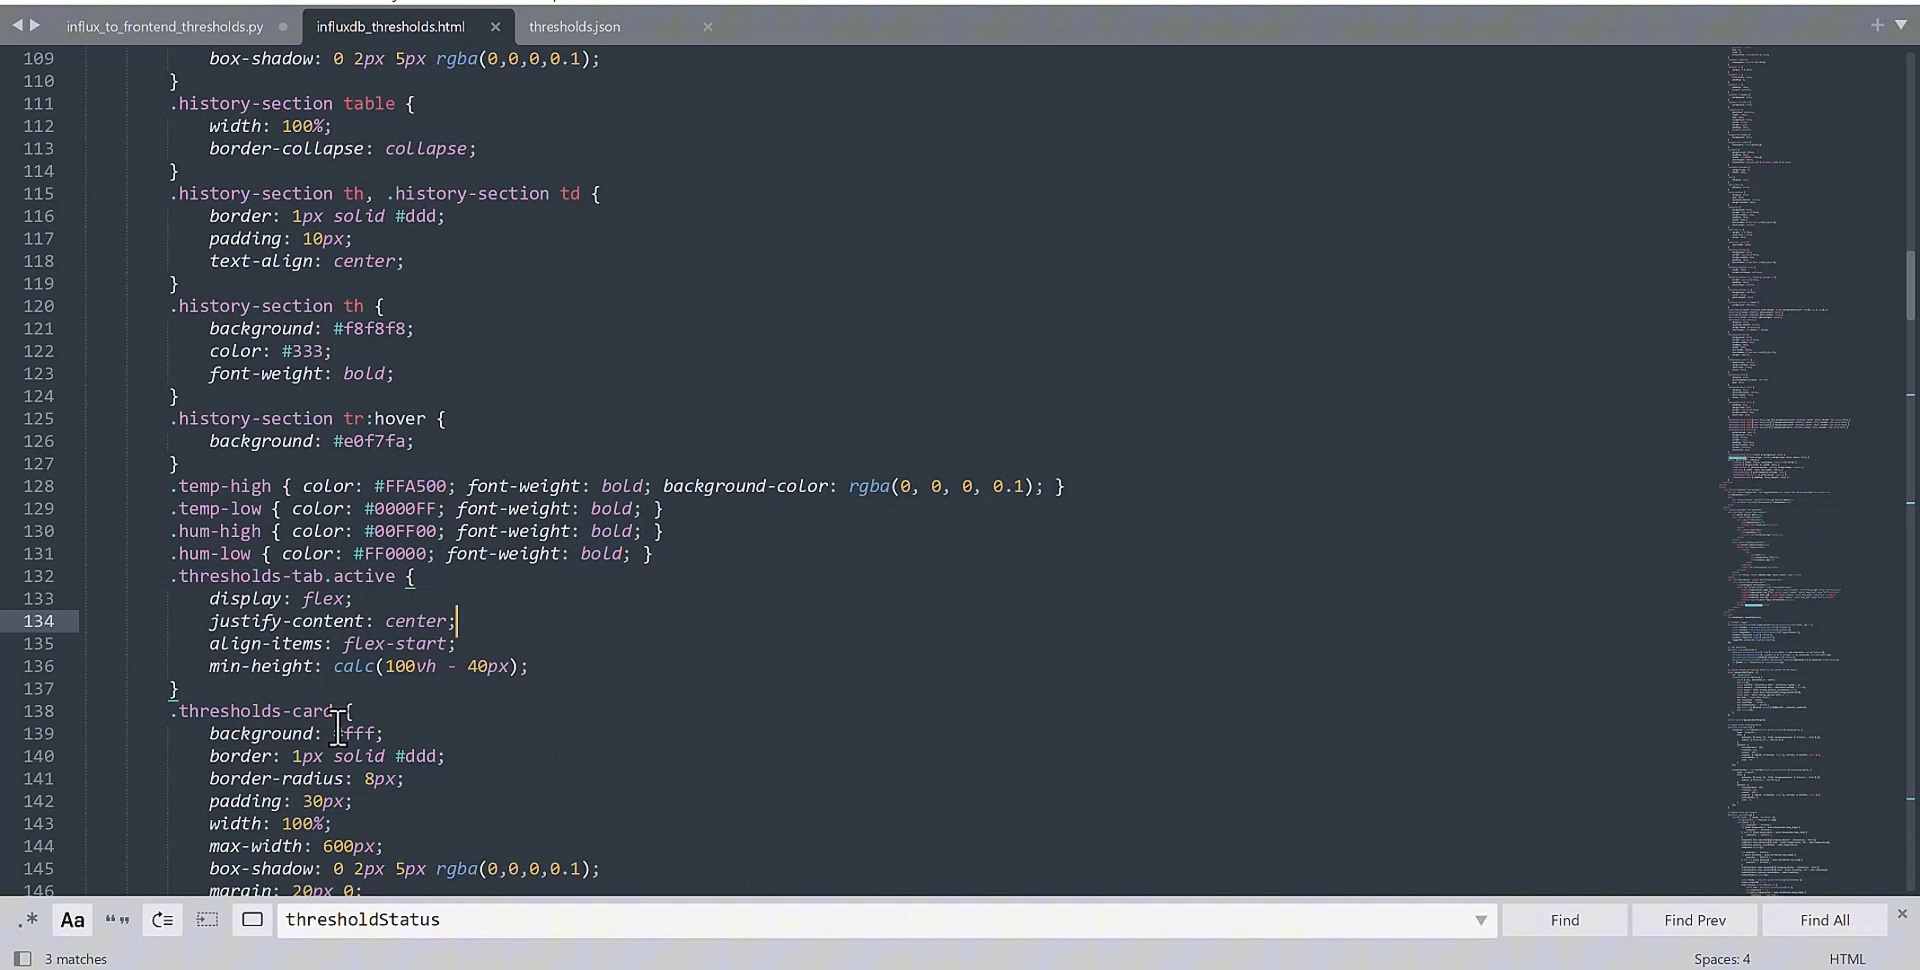 influx_to_frontend_thresholds.py
influxdb_thresholds.html
thresholds.json
109 box-shadow: 0 2px 5px rgba(0,0,0,0.1);
110 }
111 .history-section table {
112 width: 100%;
113 border-collapse: collapse;
114 }
115 .history-section th, .history-section td {
116 border: 1px solid #ddd;
117 padding: 10px;
118 text-align: center;
119 }
120 .history-section th {
121 background: #f8f8f8;
122 color: #333;
123 font-weight: bold;
124 }
125 .history-section tr:hover {
126 background: #e0f7fa;
127 }
128 .temp-high { color: #FFA500; font-weight: bold; background-color: rgba(0, 0, 0, 0.1); }
129 .temp-low { color: #0000FF; font-weight: bold; }
130 .hum-high { color: #00FF00; font-weight: bold; }
131 .hum-low { color: #FF0000; font-weight: bold; }
132 .thresholds-tab.active {
133 display: flex;
134 justify-content: center;
135 align-items: flex-start;
136 min-height: calc(100vh - 40px);
137 }
138 .thresholds-card {
139 background: #fff;
140 border: 1px solid #ddd;
141 border-radius: 8px;
142 padding: 30px;
143 width: 100%;
144 max-width: 600px;
145 box-shadow: 0 2px 5px rgba(0,0,0,0.1);
146 margin: 20px 0;
.* Aa “” thresholdStatus Find Find Prev Find All
3 matches Spaces: 4 HTML